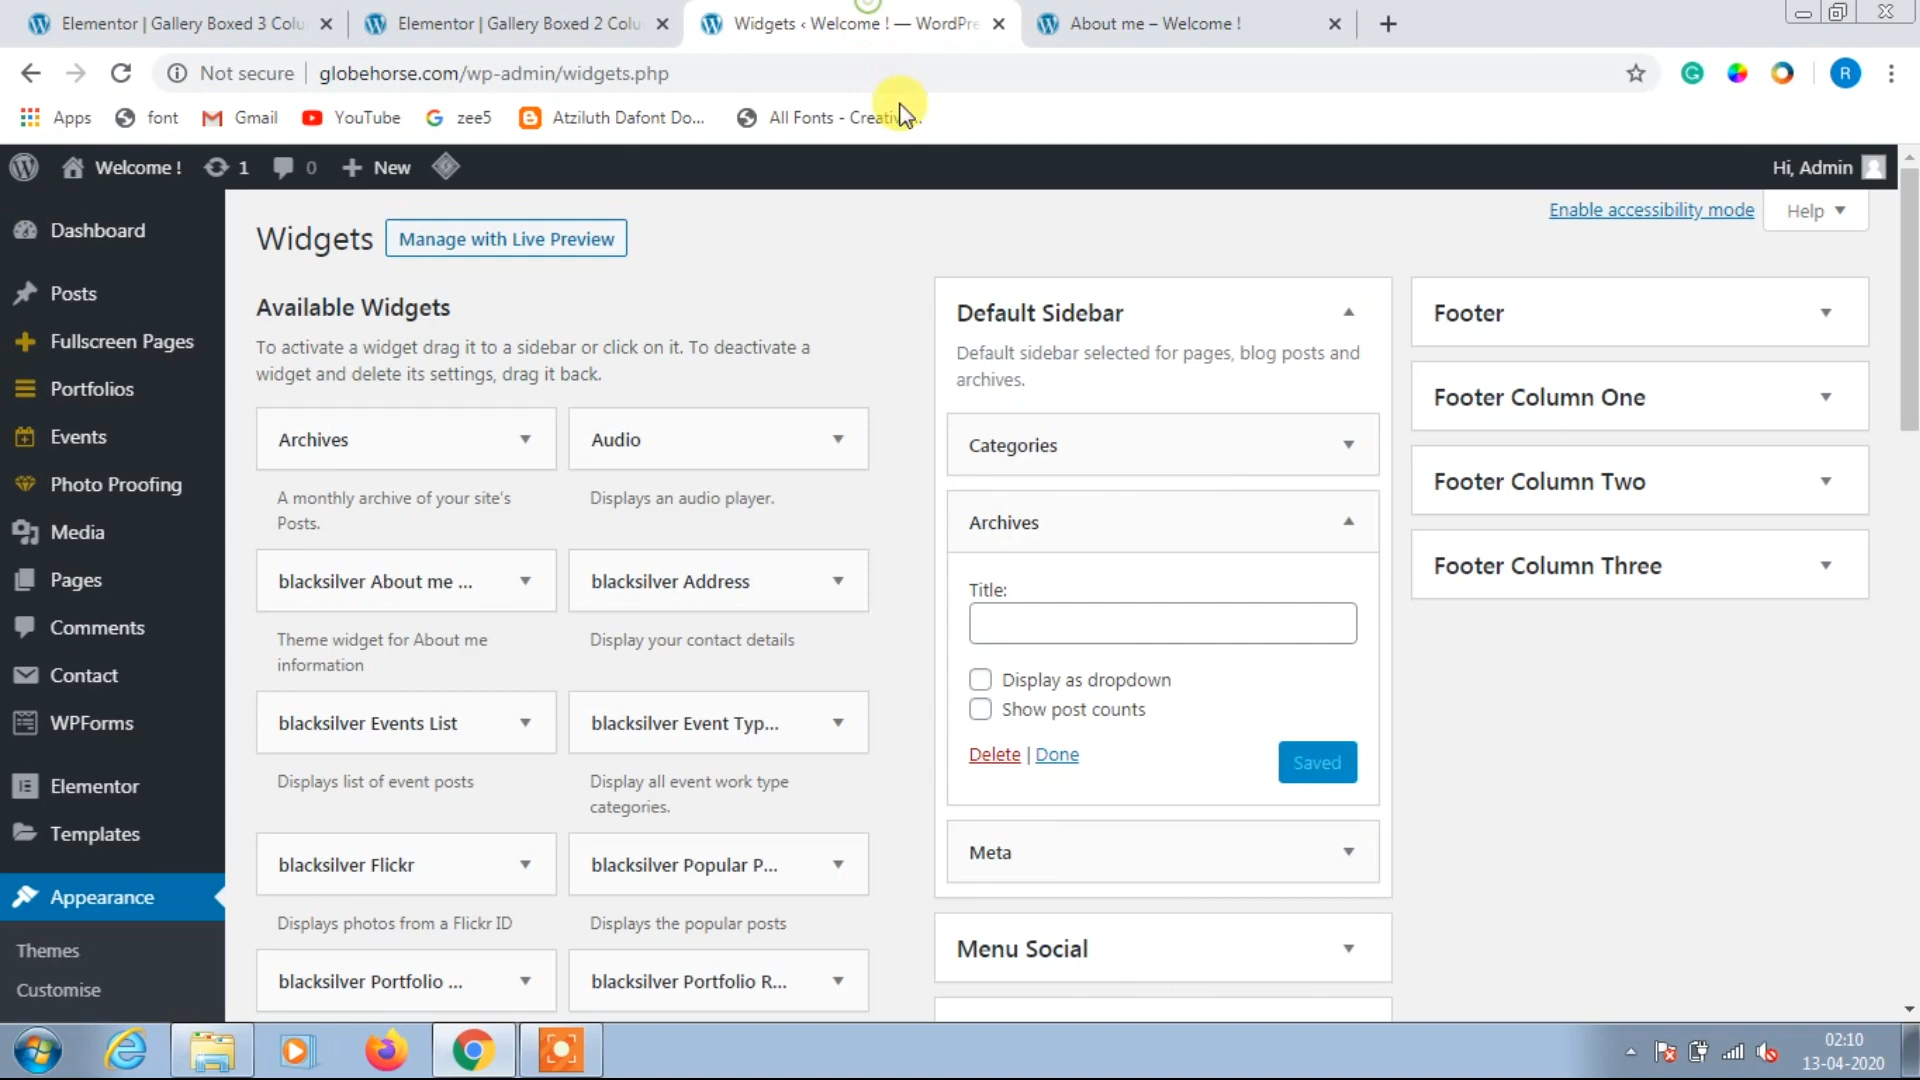 Elementor | Gallery Boxed 3 Colu
Elementor | Gallery Boxed 2 Colu
Widgets ‹ Welcome ! — WordPre
About me – Welcome !
Not secure
globehorse.com/wp-admin/widgets.php
R
Apps
font
Gmail
YouTube
zee5
Atziluth Dafont Do...
All Fonts - Creativ...
Welcome !
1
0
New
Hi, Admin
Dashboard
Posts
Fullscreen Pages
Portfolios
Events
Photo Proofing
Media
Pages
Comments
Contact
WPForms
Elementor
Templates
Appearance
Themes
Customise
Enable accessibility mode
Help
Widgets
Manage with Live Preview
Available Widgets
To activate a widget drag it to a sidebar or click on it. To deactivate a
widget and delete its settings, drag it back.
Archives
A monthly archive of your site's
Posts.
Audio
Displays an audio player.
blacksilver About me ...
Theme widget for About me
information
blacksilver Address
Display your contact details
blacksilver Events List
Displays list of event posts
blacksilver Event Typ...
Display all event work type
categories.
blacksilver Flickr
Displays photos from a Flickr ID
blacksilver Popular P...
Displays the popular posts
blacksilver Portfolio ...
blacksilver Portfolio R...
Default Sidebar
Default sidebar selected for pages, blog posts and
archives.
Categories
Archives
Title:
Display as dropdown
Show post counts
Delete | Done
Saved
Meta
Menu Social
Footer
Footer Column One
Footer Column Two
Footer Column Three
02:10
13-04-2020